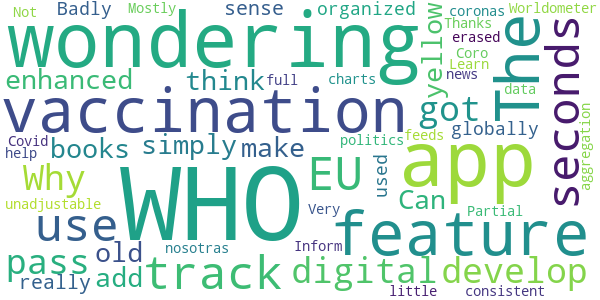 Not Badly Mostly sense organized coronas Worldometer
wondering yellow Thanks erased The seconds
enhanced think full charts Coro news Learn
vaccination got data
Covid help books simply make politics feeds globally aggregation
Why WHO EU used app
unadjustable use Very Can Partial
pass old nosotras Inform feature
really add track digital develop
little consistent